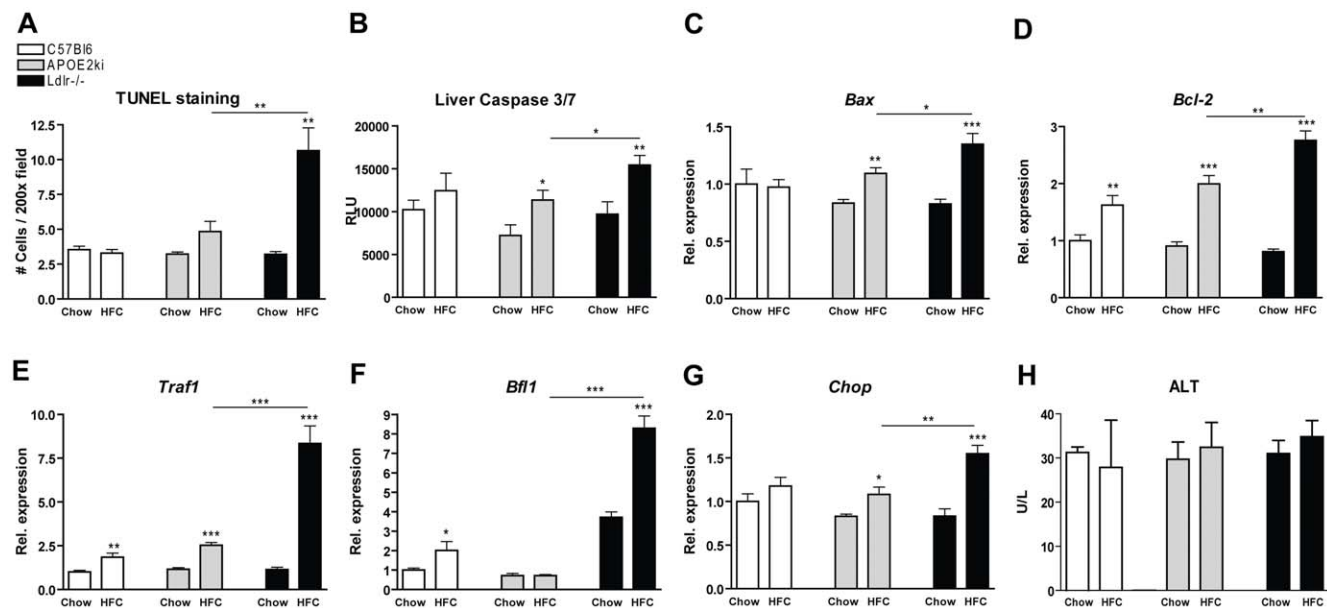 A
C57Bl6
APOE2ki
Ldlr-/-
TUNEL staining
**
**
# Cells / 200x field
12.5
10.0
7.5
5.0
2.5
0.0
Chow HFC Chow HFC Chow HFC
B
Liver Caspase 3/7
*
*
**
RLU
20000
15000
10000
5000
0
Chow HFC Chow HFC Chow HFC
C
Bax
*
**
***
Rel. expression
1.5
1.0
0.5
0.0
Chow HFC Chow HFC Chow HFC
D
Bcl-2
**
**
***
***
Rel. expression
3
2
1
0
Chow HFC Chow HFC Chow HFC
E
Traf1
***
**
***
***
Rel. expression
10.0
7.5
5.0
2.5
0.0
Chow HFC Chow HFC Chow HFC
F
Bfl1
***
*
***
Rel. expression
9
8
7
6
5
4
3
2
1
0
Chow HFC Chow HFC Chow HFC
G
Chop
**
*
***
Rel. expression
2.0
1.5
1.0
0.5
0.0
Chow HFC Chow HFC Chow HFC
H
ALT
U/L
40
30
20
10
0
Chow HFC Chow HFC Chow HFC